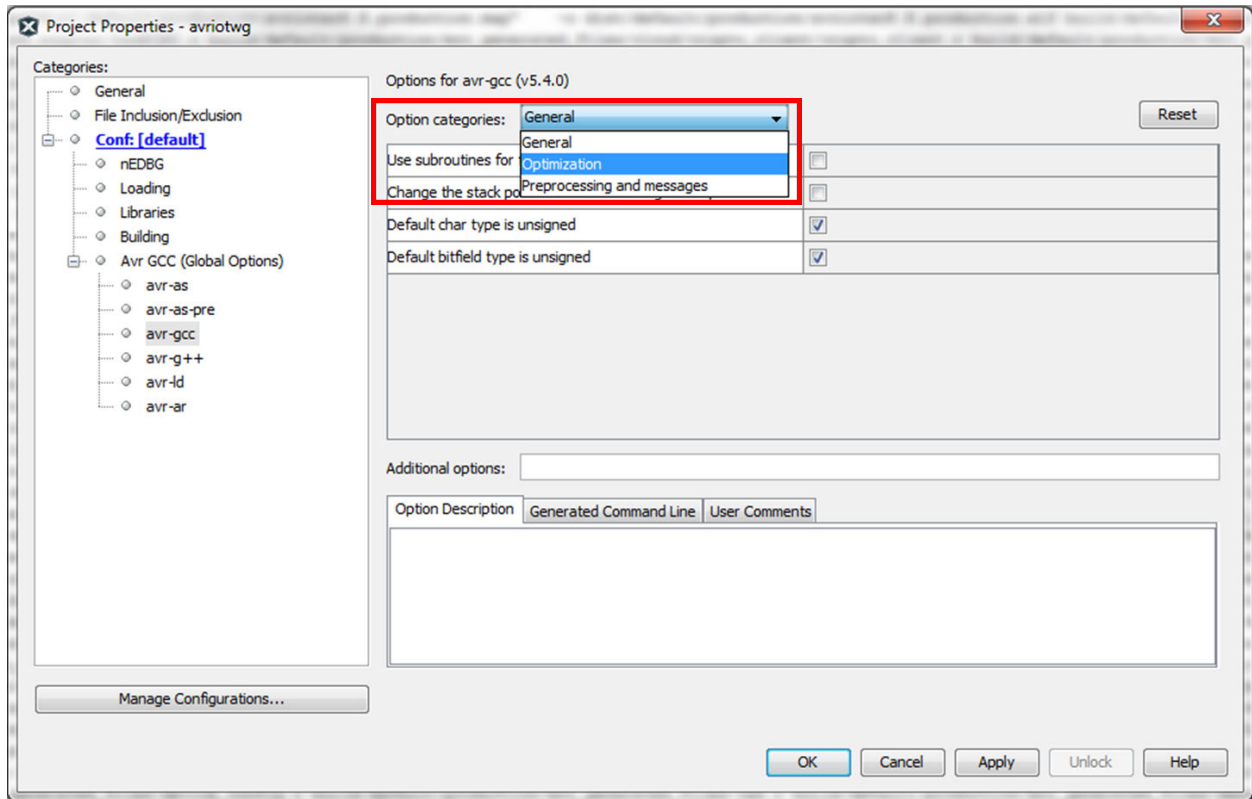 Project Properties - avriotwg
Categories:
General
File Inclusion/Exclusion
Conf: [default]
nEDBG
Loading
Libraries
Building
Avr GCC (Global Options)
avr-as
avr-as-pre
avr-gcc
avr-g++
avr-ld
avr-ar
Manage Configurations...
Options for avr-gcc (v5.4.0)
Option categories: General
Reset
General
Optimization
Preprocessing and messages
Use subroutines for
Change the stack
Default char type is unsigned
Default bitfield type is unsigned
Additional options:
Option Description Generated Command Line User Comments
OK Cancel Apply Unlock Help